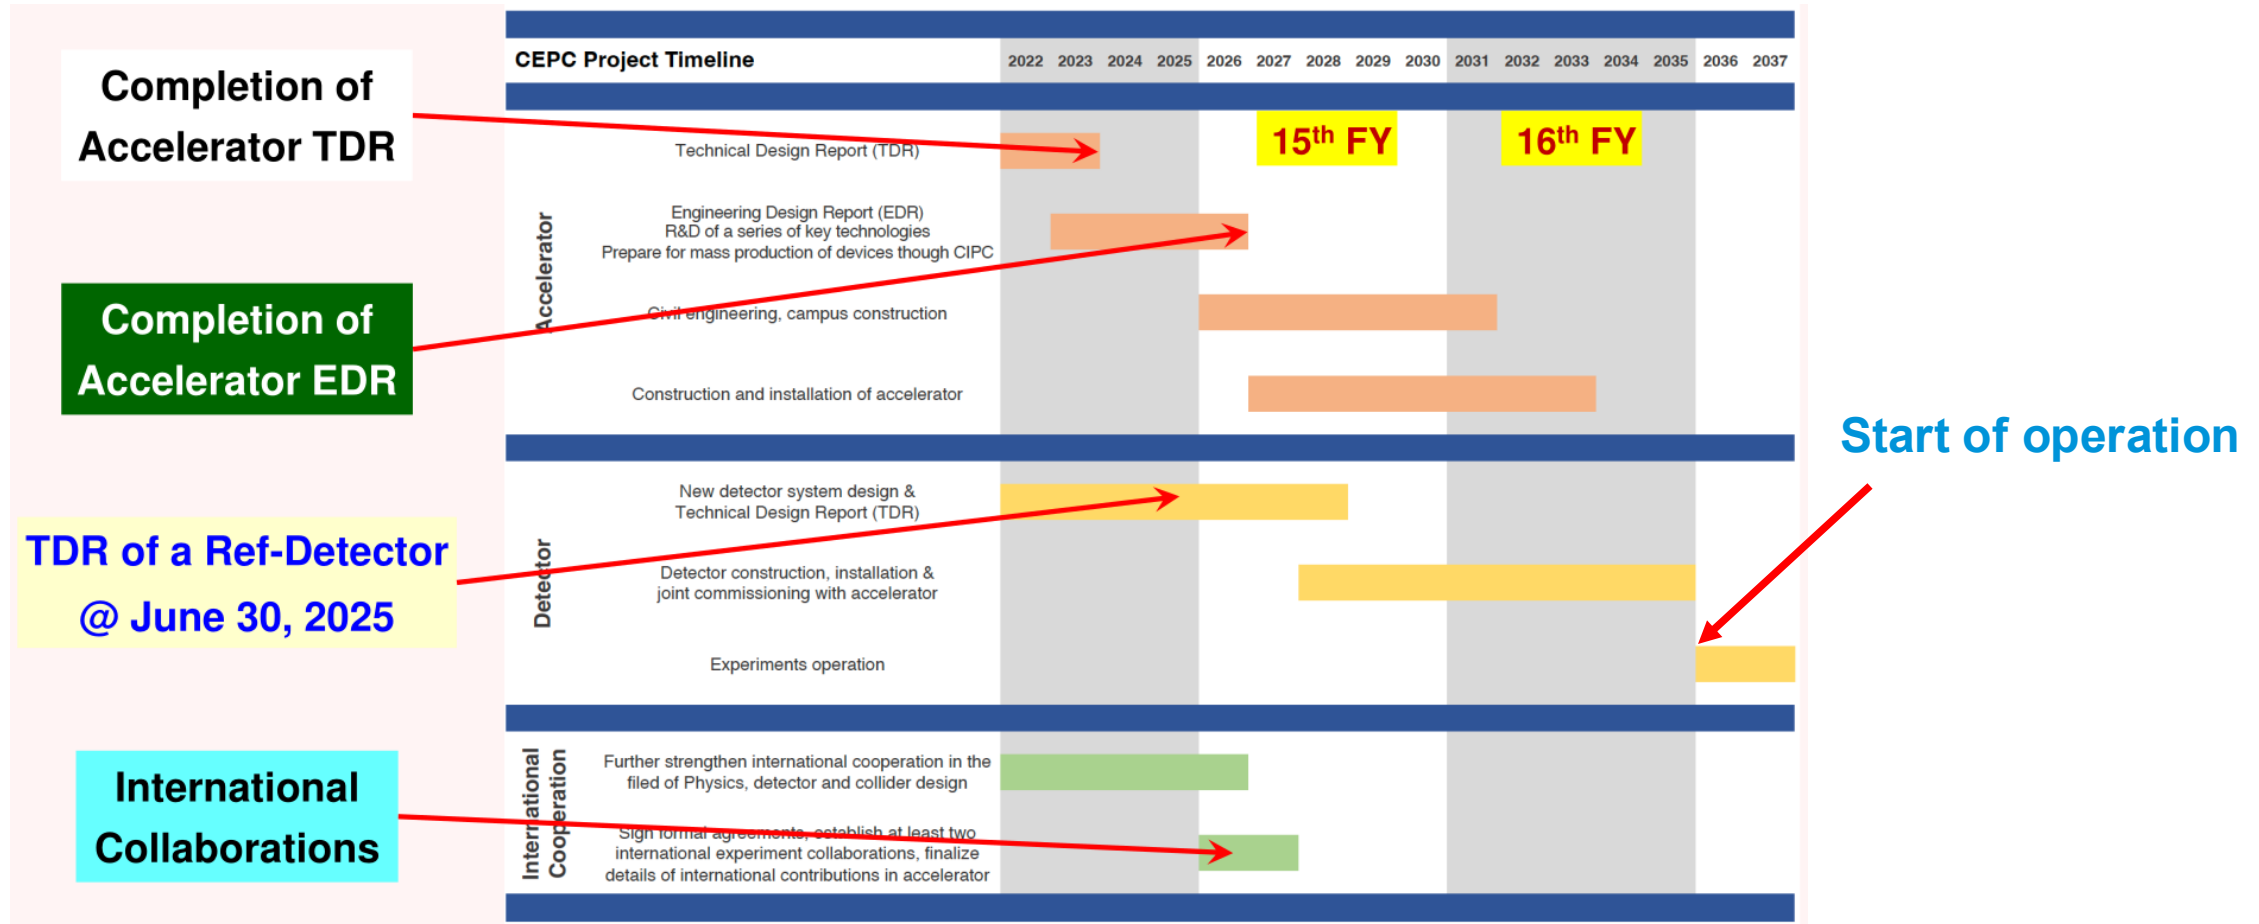 CEPC Project Timeline
2022 2023 2024 2025 2026 2027 2028 2029 2030 2031 2032 2033 2034 2035 2036 2037
Completion of
Accelerator TDR
Completion of
Accelerator EDR
TDR of a Ref-Detector
@ June 30, 2025
International
Collaborations
15th FY
16th FY
Accelerator
Technical Design Report (TDR)
Engineering Design Report (EDR)
R&D of a series of key technologies
Prepare for mass production of devices though CIPC
Civil engineering, campus construction
Construction and installation of accelerator
Detector
New detector system design &
Technical Design Report (TDR)
Detector construction, installation &
joint commissioning with accelerator
Experiments operation
International
Cooperation
Further strengthen international cooperation in the
filed of Physics, detector and collider design
Sign formal agreements, establish at least two
international experiment collaborations, finalize
details of international contributions in accelerator
Start of operation